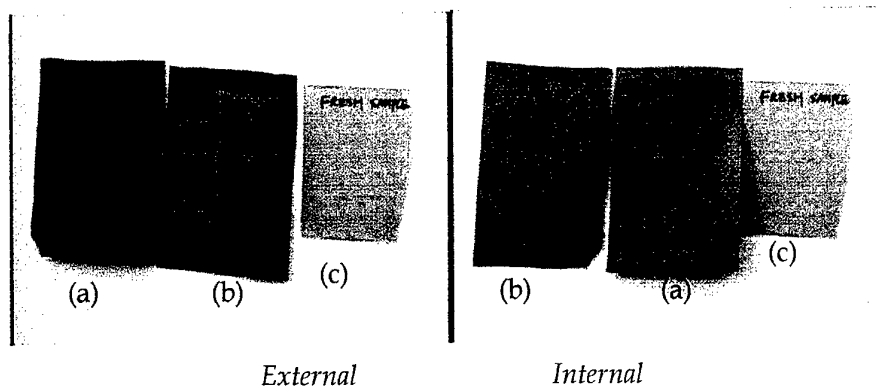 FRESH SAMPLE
FRESH SAMPLE
(a)
(b)
(c)
(b)
(a)
(c)
External
Internal